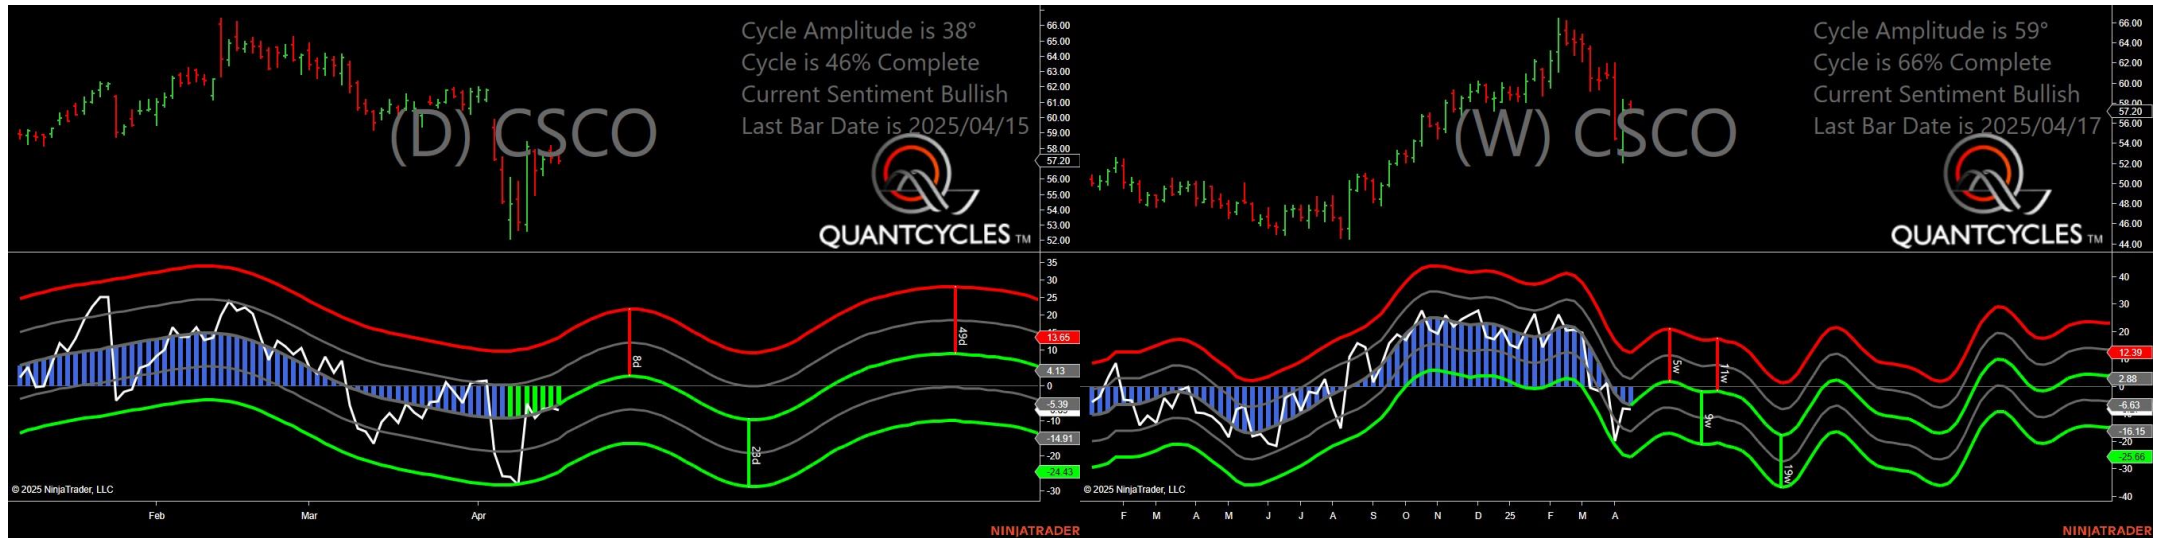 Cycle Amplitude is 38°
Cycle is 46% Complete
Current Sentiment Bullish
Last Bar Date is 2025/04/15
(D) CSCO
QUANTCYCLES TM
66.00
65.00
64.00
63.00
62.00
61.00
60.00
59.00
58.00
57.20
56.00
55.00
54.00
53.00
52.00
35
30
25
20
13.65
10
4.13
0
-5.39
-10
-14.91
-20
-24.43
-30
8d
23d
49d
© 2025 NinjaTrader, LLC
Feb Mar Apr
NINJATRADER
Cycle Amplitude is 59°
Cycle is 66% Complete
Current Sentiment Bullish
Last Bar Date is 2025/04/17
(W) CSCO
QUANTCYCLES TM
66.00
64.00
62.00
60.00
58.00
57.20
56.00
54.00
52.00
50.00
48.00
46.00
44.00
40
30
20
12.39
2.88
0
-6.63
-16.15
-20
-25.66
-30
-40
5w
11w
9w
19w
© 2025 NinjaTrader, LLC
F M A M J J A S O N D 25 F M A
NINJATRADER